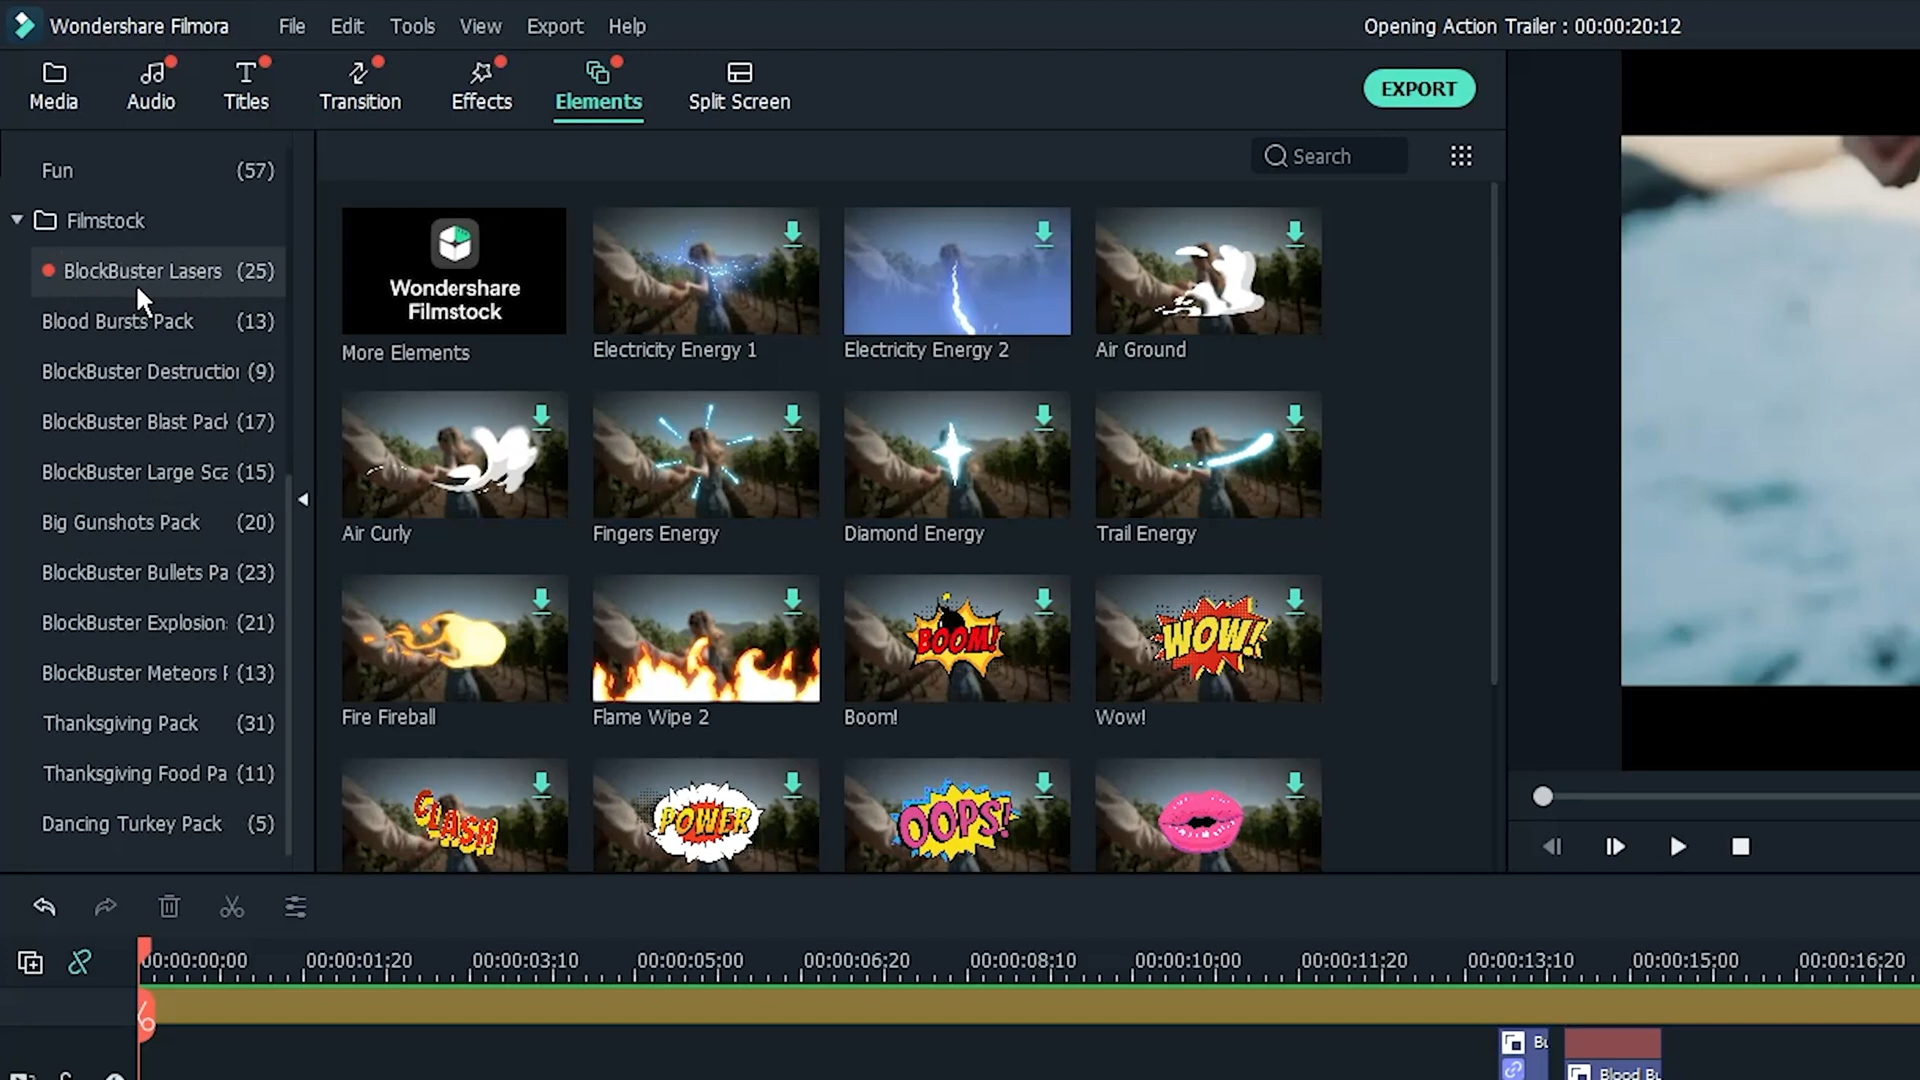 Wondershare Filmora File Edit Tools View Export Help Opening Action Trailer : 00:00:20:12
Media Audio Titles Transition Effects Elements Split Screen EXPORT
Search
Fun (57)
Filmstock
BlockBuster Lasers (25)
Blood Bursts Pack (13)
BlockBuster Destruction (9)
BlockBuster Blast Pack (17)
BlockBuster Large Sca (15)
Big Gunshots Pack (20)
BlockBuster Bullets Pa (23)
BlockBuster Explosion (21)
BlockBuster Meteors P (13)
Thanksgiving Pack (31)
Thanksgiving Food Pa (11)
Dancing Turkey Pack (5)
Wondershare
Filmstock
More Elements Electricity Energy 1 Electricity Energy 2 Air Ground
Air Curly Fingers Energy Diamond Energy Trail Energy
BOOM! WOW!
Fire Fireball Flame Wipe 2 Boom! Wow!
CLASH POWER OOPS!
00:00:00:00 00:00:01:20 00:00:03:10 00:00:05:00 00:00:06:20 00:00:08:10 00:00:10:00 00:00:11:20 00:00:13:10 00:00:15:00 00:00:16:20
Bu
Blood Bu